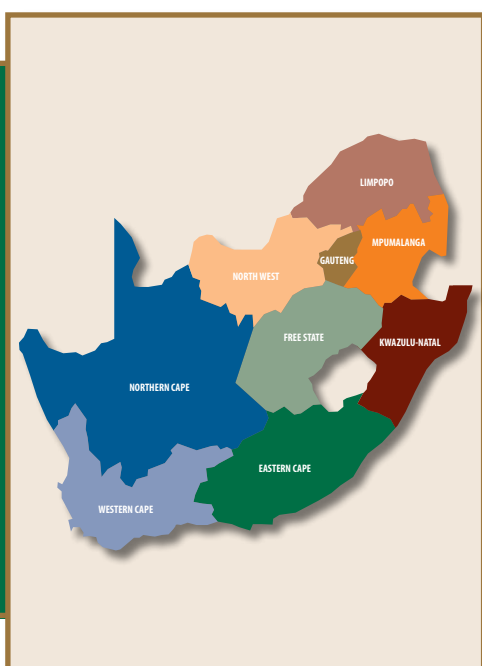 LIMPOPO
MPUMALANGA
GAUTENG
NORTH WEST
FREE STATE
KWAZULU-NATAL
NORTHERN CAPE
EASTERN CAPE
WESTERN CAPE